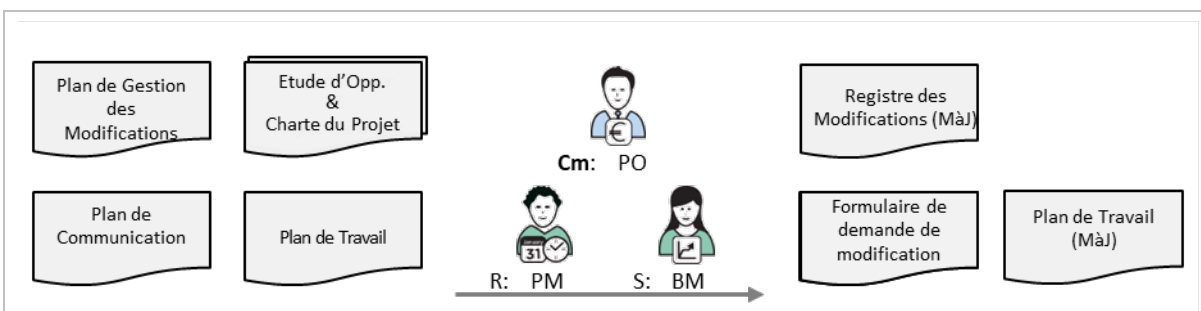 Plan de Gestion
des
Modifications
Etude d'Opp.
&
Charte du Projet
€
Cm: PO
Registre des
Modifications (MàJ)
Plan de
Communication
Plan de Travail
January
31
R: PM
S: BM
Formulaire de
demande de
modification
Plan de Travail
(MàJ)